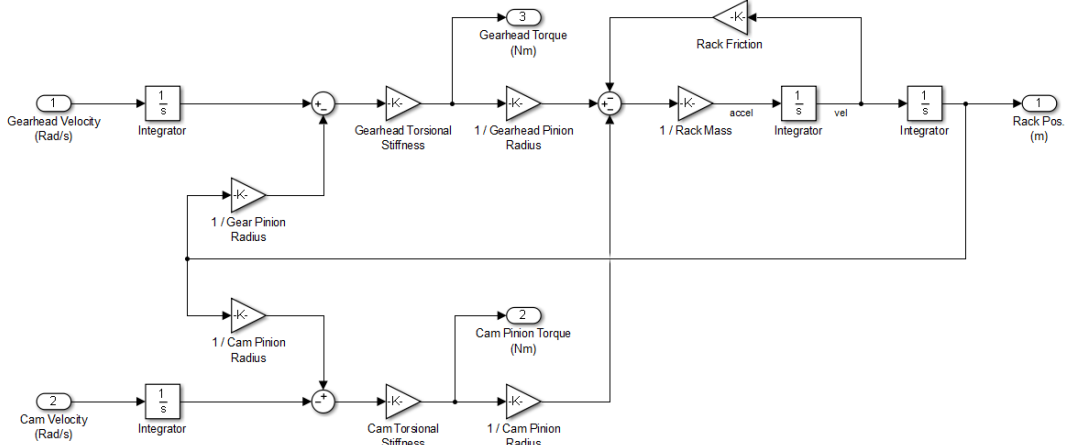 3
Gearhead Torque
(Nm)
-K-
Rack Friction
1
Gearhead Velocity
(Rad/s)
1
s
Integrator
+
−
-K-
Gearhead Torsional
Stiffness
-K-
1 / Gearhead Pinion
Radius
−
+
−
-K-
1 / Rack Mass
accel
1
s
Integrator
vel
1
s
Integrator
1
Rack Pos.
(m)
-K-
1 / Gear Pinion
Radius
-K-
1 / Cam Pinion
Radius
2
Cam Pinion Torque
(Nm)
2
Cam Velocity
(Rad/s)
1
s
Integrator
−
+
-K-
Cam Torsional
Stiffness
-K-
1 / Cam Pinion
Radius